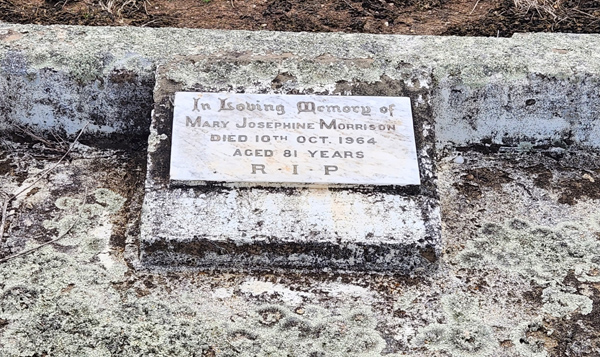 In Loving Memory of
MARY JOSEPHINE MORRISON
DIED 10TH OCT. 1964
AGED 81 YEARS
R · I · P